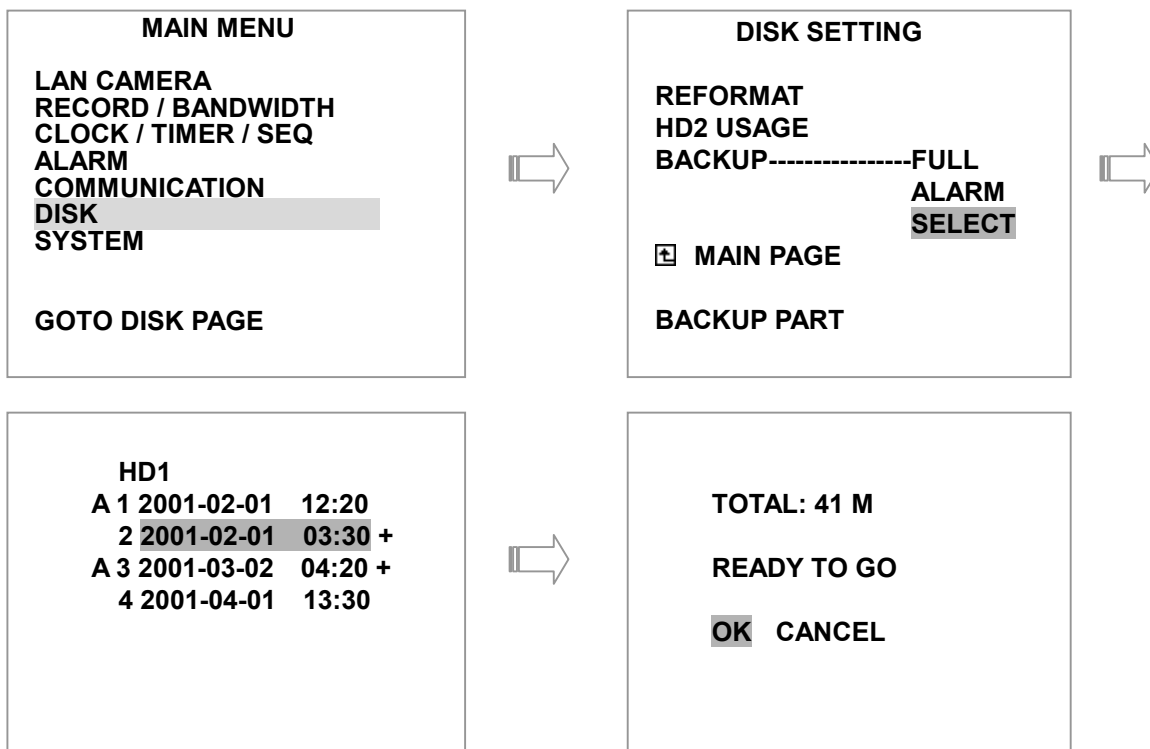 MAIN MENU
LAN CAMERA
RECORD / BANDWIDTH
CLOCK / TIMER / SEQ
ALARM
COMMUNICATION
DISK
SYSTEM
GOTO DISK PAGE
DISK SETTING
REFORMAT
HD2 USAGE
BACKUP----------------FULL
ALARM
SELECT
MAIN PAGE
BACKUP PART
HD1
A 1 2001-02-01 12:20
2 2001-02-01 03:30 +
A 3 2001-03-02 04:20 +
4 2001-04-01 13:30
TOTAL: 41 M
READY TO GO
OK CANCEL